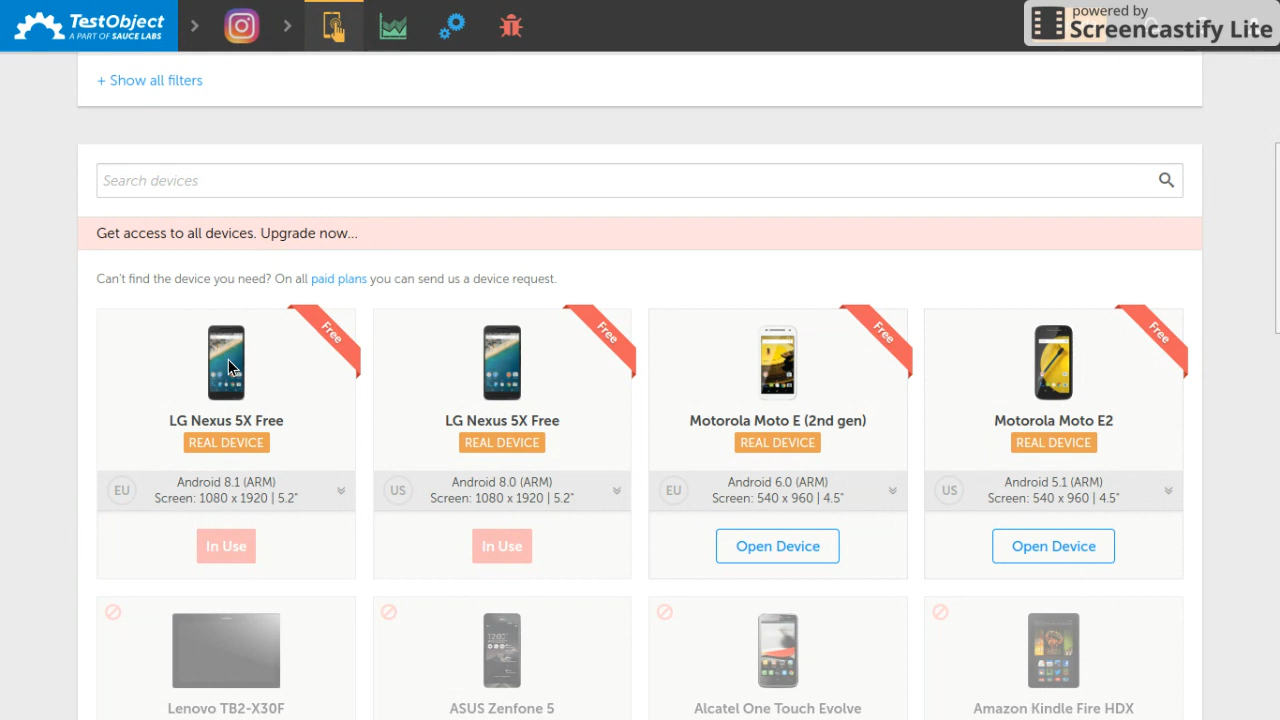 TestObject
A PART OF SAUCE LABS
powered by
Screencastify Lite
+ Show all filters
Search devices
Get access to all devices. Upgrade now...
Can't find the device you need? On all paid plans you can send us a device request.
Free
Free
Free
Free
LG Nexus 5X Free
REAL DEVICE
EU
Android 8.1 (ARM)
Screen: 1080 x 1920 | 5.2"
In Use
LG Nexus 5X Free
REAL DEVICE
US
Android 8.0 (ARM)
Screen: 1080 x 1920 | 5.2"
In Use
Motorola Moto E (2nd gen)
REAL DEVICE
EU
Android 6.0 (ARM)
Screen: 540 x 960 | 4.5"
Open Device
Motorola Moto E2
REAL DEVICE
US
Android 5.1 (ARM)
Screen: 540 x 960 | 4.5"
Open Device
Lenovo TB2-X30F
ASUS Zenfone 5
Alcatel One Touch Evolve
Amazon Kindle Fire HDX